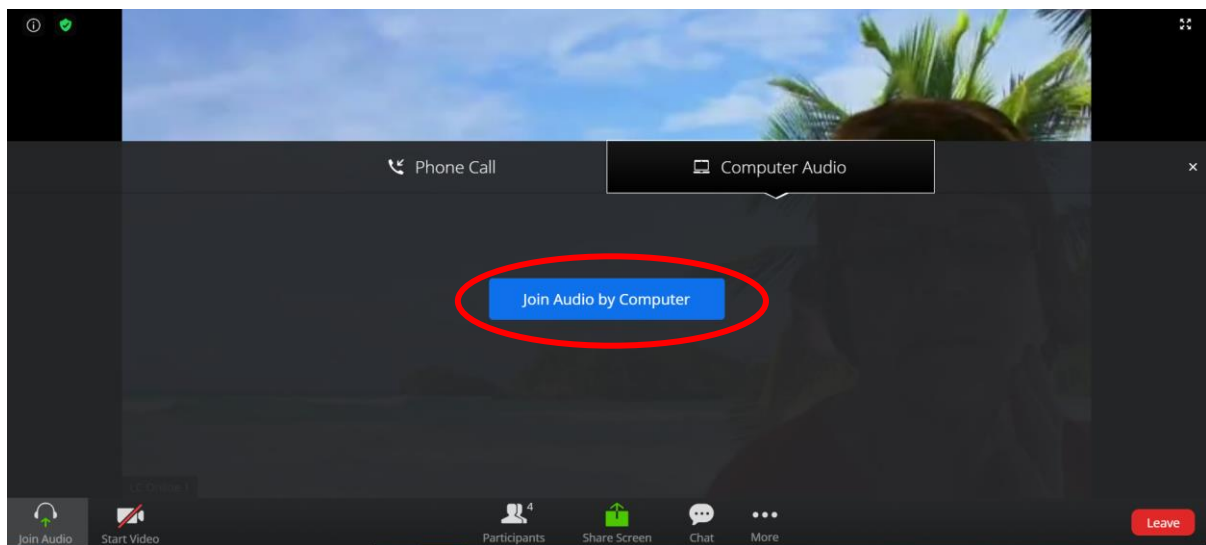 Phone Call
Computer Audio
Join Audio by Computer
4
Join Audio
Start Video
Participants
Share Screen
Chat
More
Leave